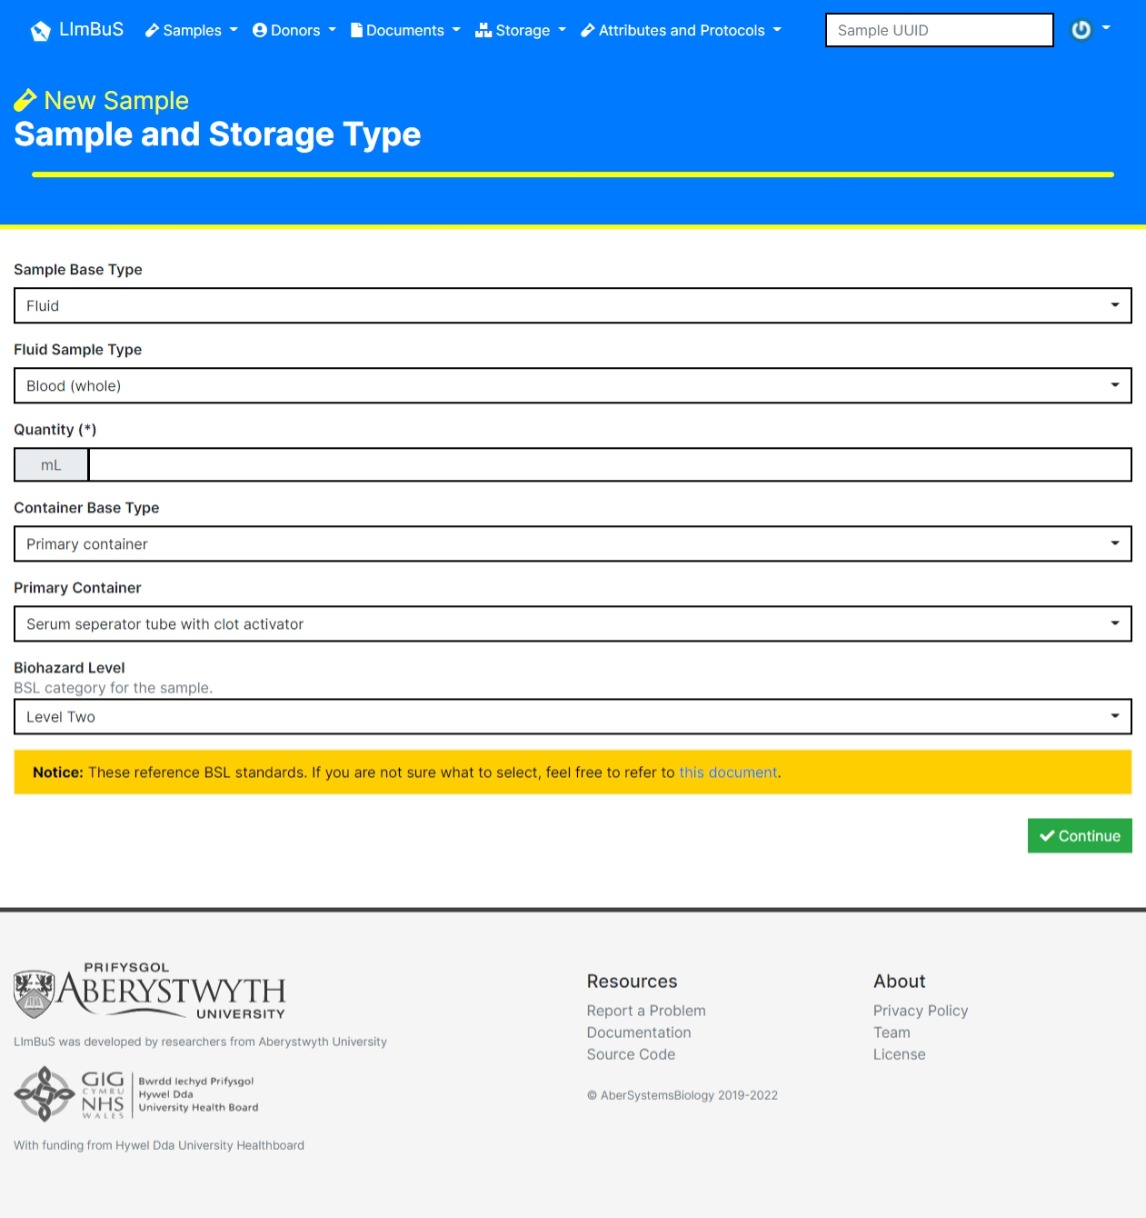 LImBuS Samples Donors Documents Storage Attributes and Protocols Sample UUID
New Sample
Sample and Storage Type
Sample Base Type
Fluid
Fluid Sample Type
Blood (whole)
Quantity (*)
mL
Container Base Type
Primary container
Primary Container
Serum seperator tube with clot activator
Biohazard Level
BSL category for the sample.
Level Two
Notice: These reference BSL standards. If you are not sure what to select, feel free to refer to this document.
Continue
PRIFYSGOL
ABERYSTWYTH
UNIVERSITY
LImBuS was developed by researchers from Aberystwyth University
GIG
CYMRU
NHS
WALES
Bwrdd Iechyd Prifysgol
Hywel Dda
University Health Board
With funding from Hywel Dda University Healthboard
Resources
Report a Problem
Documentation
Source Code
© AberSystemsBiology 2019-2022
About
Privacy Policy
Team
License